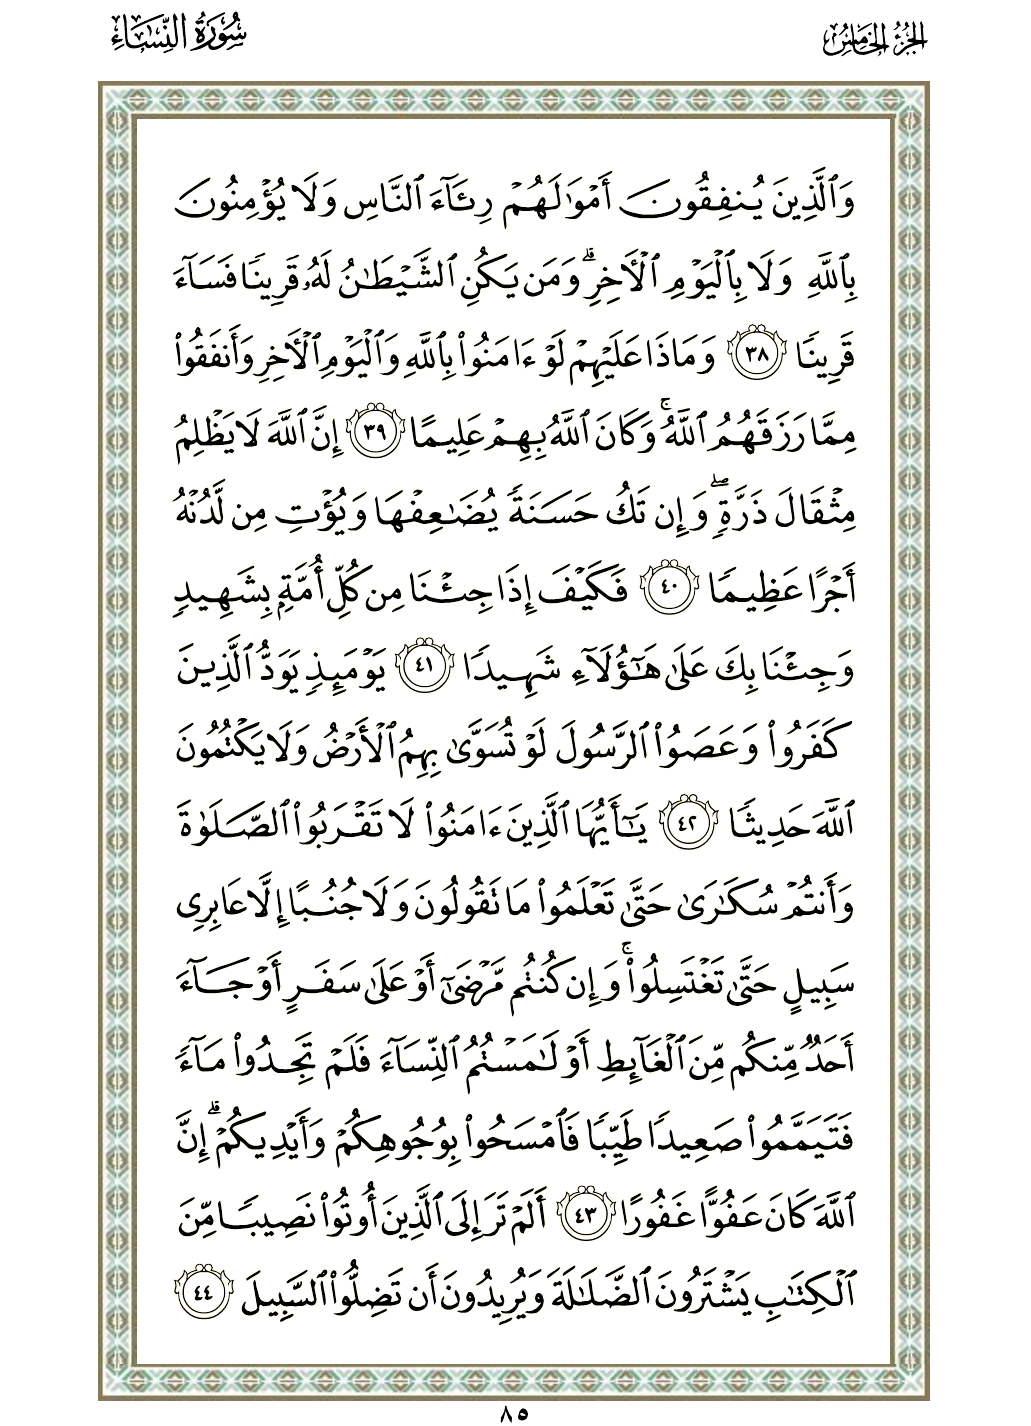 الجزء الخامس
سورة النساء
وَٱلَّذِينَ يُنفِقُونَ أَمْوَٰلَهُمْ رِئَآءَ ٱلنَّاسِ وَلَا يُؤْمِنُونَ
بِٱللَّهِ وَلَا بِٱلْيَوْمِ ٱلْأَخِرِ ۗ وَمَن يَكُنِ ٱلشَّيْطَـٰنُ لَهُۥ قَرِينًا فَسَآءَ
قَرِينًا ٣٨ وَمَاذَا عَلَيْهِمْ لَوْ ءَامَنُوا۟ بِٱللَّهِ وَٱلْيَوْمِ ٱلْأَخِرِ وَأَنفَقُوا۟
مِمَّا رَزَقَهُمُ ٱللَّهُ ۚ وَكَانَ ٱللَّهُ بِهِمْ عَلِيمًا ٣٩ إِنَّ ٱللَّهَ لَا يَظْلِمُ
مِثْقَالَ ذَرَّةٍ ۖ وَإِن تَكُ حَسَنَةً يُضَـٰعِفْهَا وَيُؤْتِ مِن لَّدُنْهُ
أَجْرًا عَظِيمًا ٤٠ فَكَيْفَ إِذَا جِئْنَا مِن كُلِّ أُمَّةٍۭ بِشَهِيدٍ
وَجِئْنَا بِكَ عَلَىٰ هَـٰٓؤُلَآءِ شَهِيدًا ٤١ يَوْمَئِذٍ يَوَدُّ ٱلَّذِينَ
كَفَرُوا۟ وَعَصَوُا۟ ٱلرَّسُولَ لَوْ تُسَوَّىٰ بِهِمُ ٱلْأَرْضُ وَلَا يَكْتُمُونَ
ٱللَّهَ حَدِيثًا ٤٢ يَـٰٓأَيُّهَا ٱلَّذِينَ ءَامَنُوا۟ لَا تَقْرَبُوا۟ ٱلصَّلَوٰةَ
وَأَنتُمْ سُكَـٰرَىٰ حَتَّىٰ تَعْلَمُوا۟ مَا تَقُولُونَ وَلَا جُنُبًا إِلَّا عَابِرِى
سَبِيلٍ حَتَّىٰ تَغْتَسِلُوا۟ ۚ وَإِن كُنتُم مَّرْضَىٰٓ أَوْ عَلَىٰ سَفَرٍ أَوْ جَآءَ
أَحَدٌ مِّنكُم مِّنَ ٱلْغَآئِطِ أَوْ لَـٰمَسْتُمُ ٱلنِّسَآءَ فَلَمْ تَجِدُوا۟ مَآءً
فَتَيَمَّمُوا۟ صَعِيدًا طَيِّبًا فَٱمْسَحُوا۟ بِوُجُوهِكُمْ وَأَيْدِيكُمْ ۗ إِنَّ
ٱللَّهَ كَانَ عَفُوًّا غَفُورًا ٤٣ أَلَمْ تَرَ إِلَى ٱلَّذِينَ أُوتُوا۟ نَصِيبًا مِّنَ
ٱلْكِتَـٰبِ يَشْتَرُونَ ٱلضَّلَـٰلَةَ وَيُرِيدُونَ أَن تَضِلُّوا۟ ٱلسَّبِيلَ ٤٤
٨٥